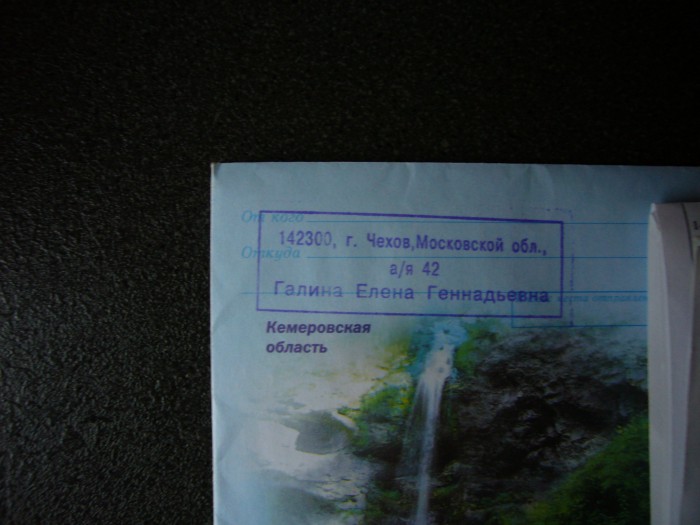 От кого
142300, г. Чехов,Московской обл.,
Откуда
а/я 42
Галина Елена Геннадьевна
Кемеровская
область